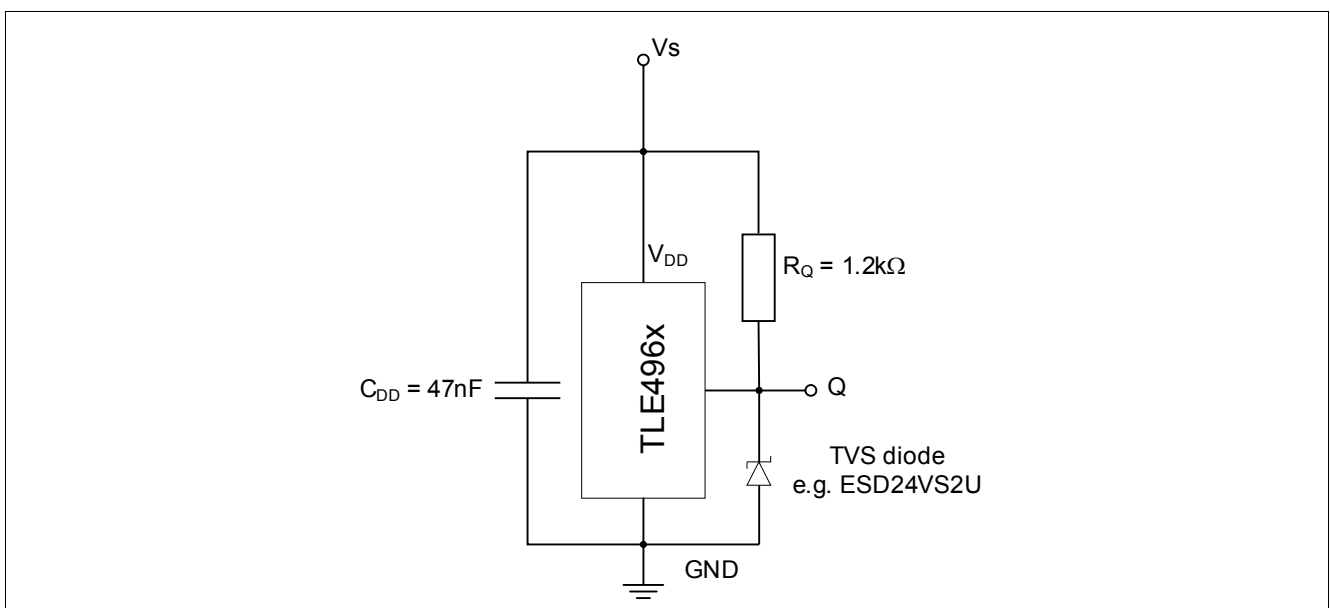 Vs
V_DD
R_Q = 1.2kΩ
TLE496x
C_DD = 47nF
Q
TVS diode
e.g. ESD24VS2U
GND